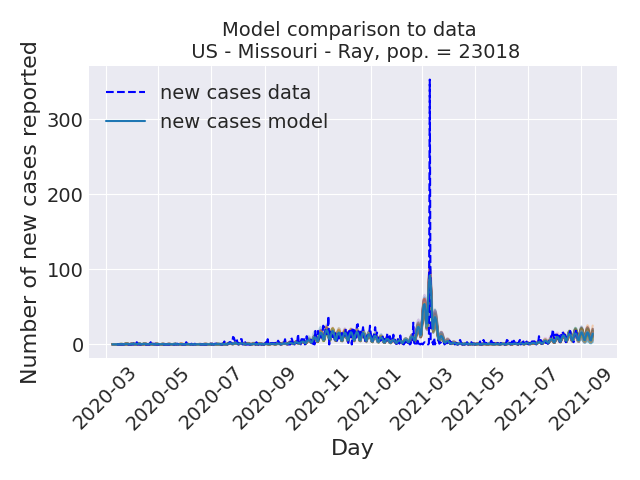 Model comparison to data
US - Missouri - Ray, pop. = 23018
Number of new cases reported
new cases data
new cases model
300
200
100
0
2020-03
2020-05
2020-07
2020-09
2020-11
2021-01
2021-03
2021-05
2021-07
2021-09
Day